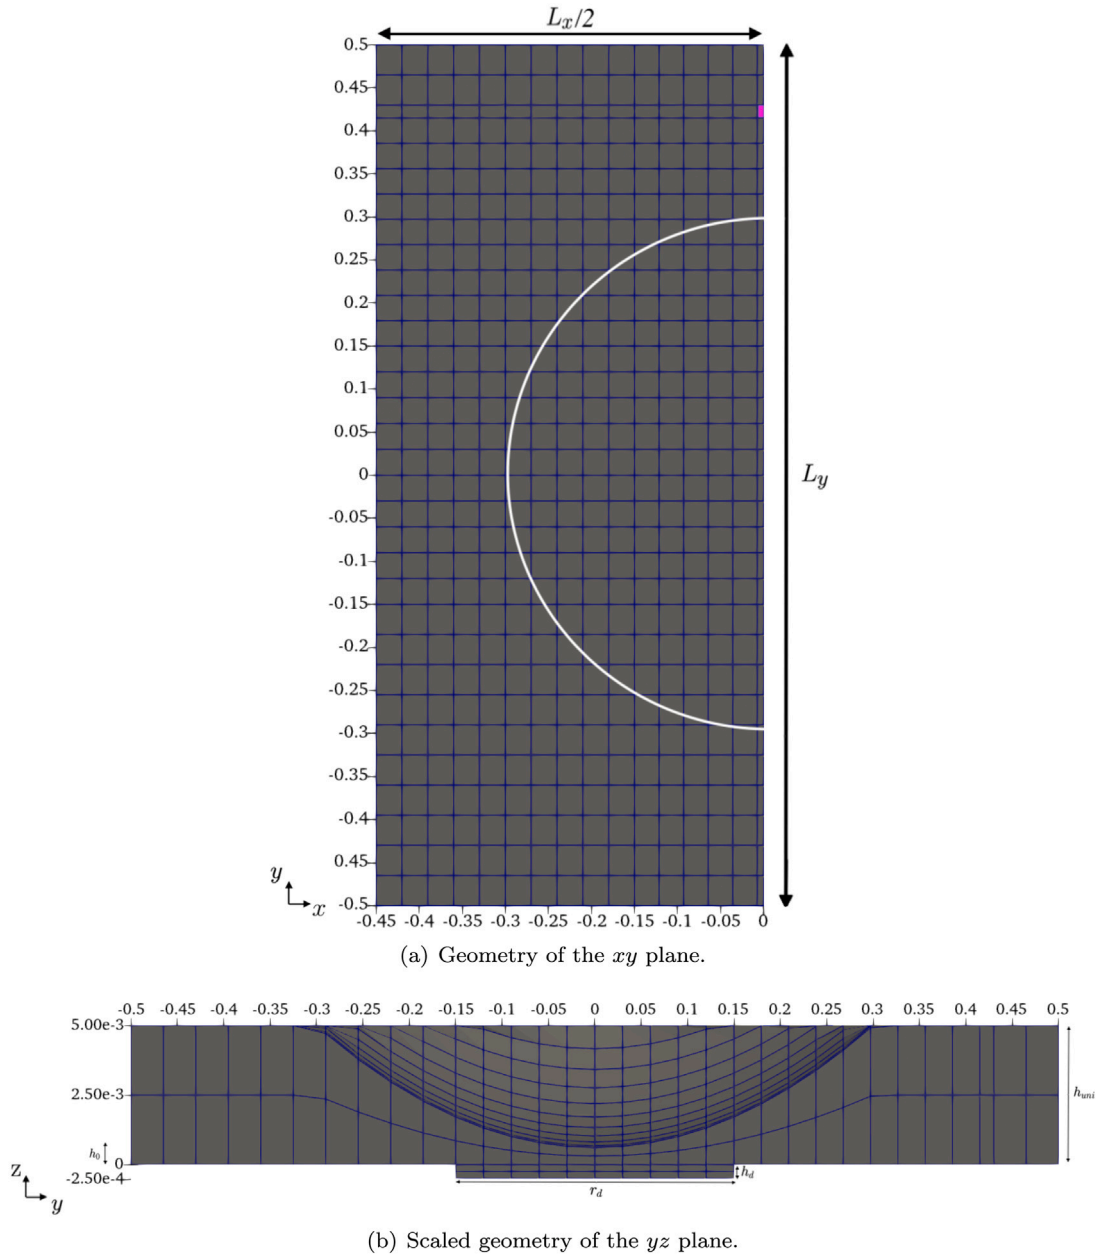 Lx/2
0.5
0.45
0.4
0.35
0.3
0.25
0.2
0.15
0.1
0.05
0
-0.05
-0.1
-0.15
-0.2
-0.25
-0.3
-0.35
-0.4
0.45
-0.5
Ly
y
x
-0.45 -0.4 -0.35 -0.3 -0.25 -0.2 -0.15 -0.1 -0.05 0
(a) Geometry of the xy plane.
-0.5 -0.45 -0.4 -0.35 -0.3 -0.25 -0.2 -0.15 -0.1 -0.05 0 0.05 0.1 0.15 0.2 0.25 0.3 0.35 0.4 0.45 0.5
5.00e-3
2.50e-3
huni
h0
0
-2.50e-4
hd
rd
z
y
(b) Scaled geometry of the yz plane.